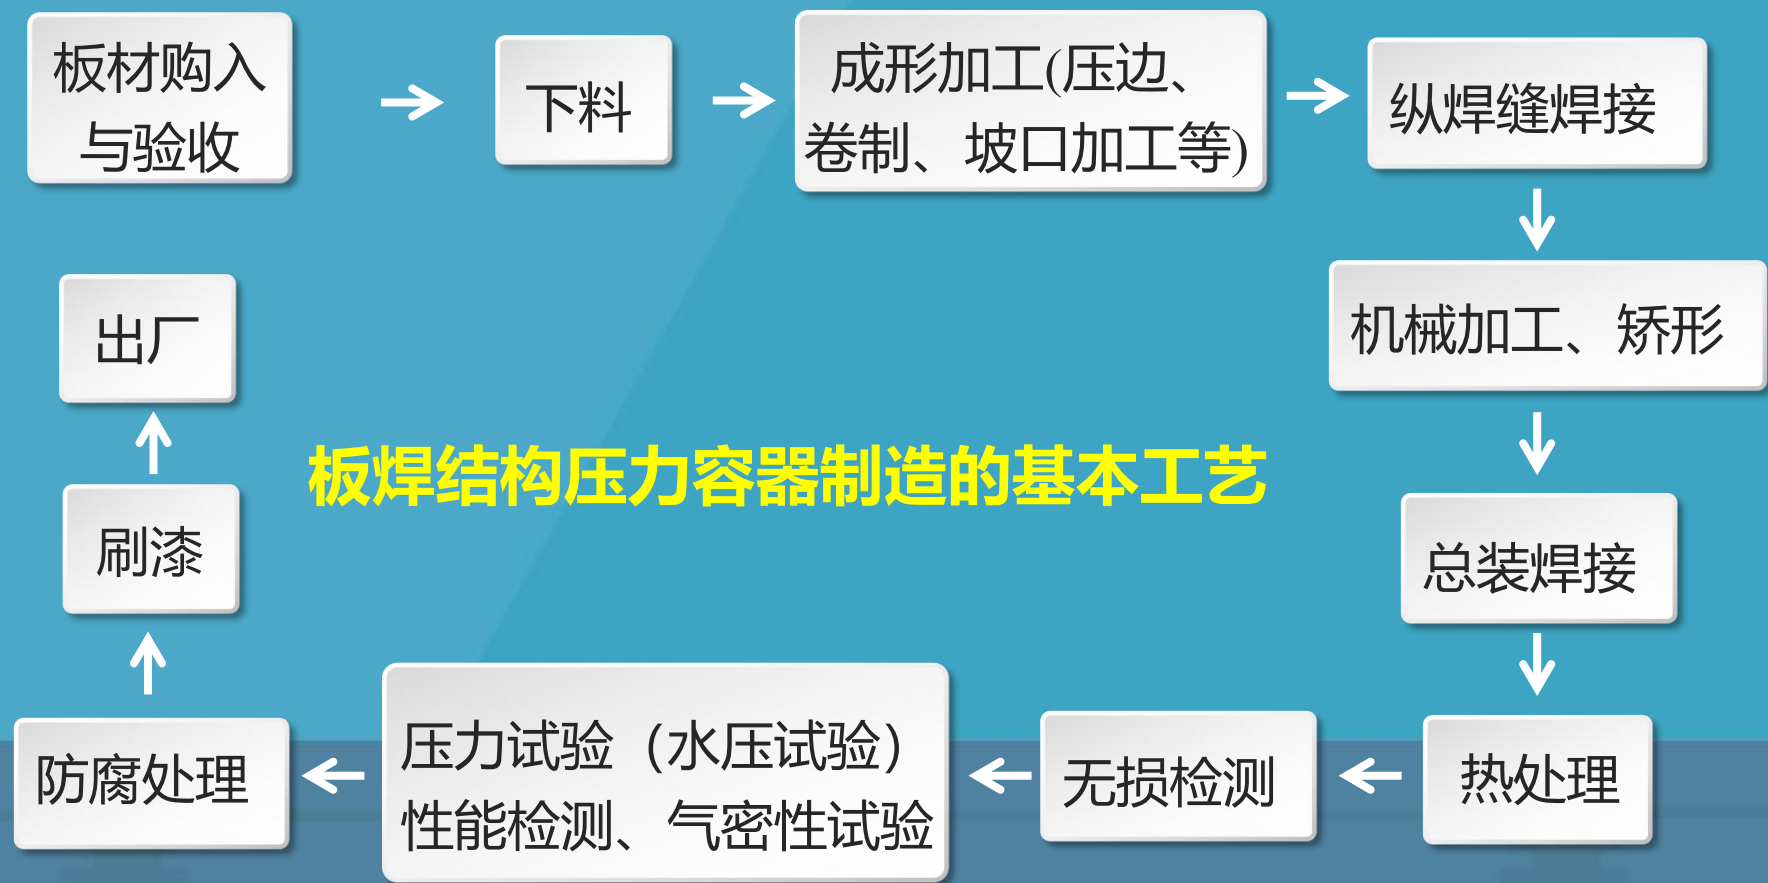 板材购入
与验收
下料
成形加工(压边、
卷制、坡口加工等)
纵焊缝焊接
机械加工、矫形
总装焊接
热处理
无损检测
压力试验（水压试验）
性能检测、气密性试验
防腐处理
刷漆
出厂
板焊结构压力容器制造的基本工艺